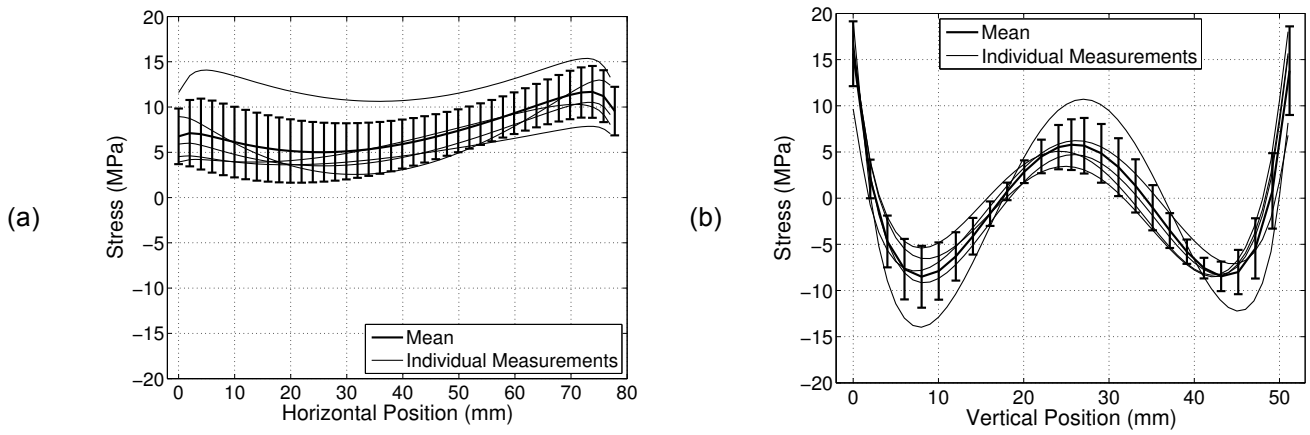 (a)
Stress (MPa)
20
15
10
5
0
−5
−10
−15
−20
0 10 20 30 40 50 60 70 80
Horizontal Position (mm)
Mean
Individual Measurements
(b)
Stress (MPa)
20
15
10
5
0
−5
−10
−15
−20
0 10 20 30 40 50
Vertical Position (mm)
Mean
Individual Measurements